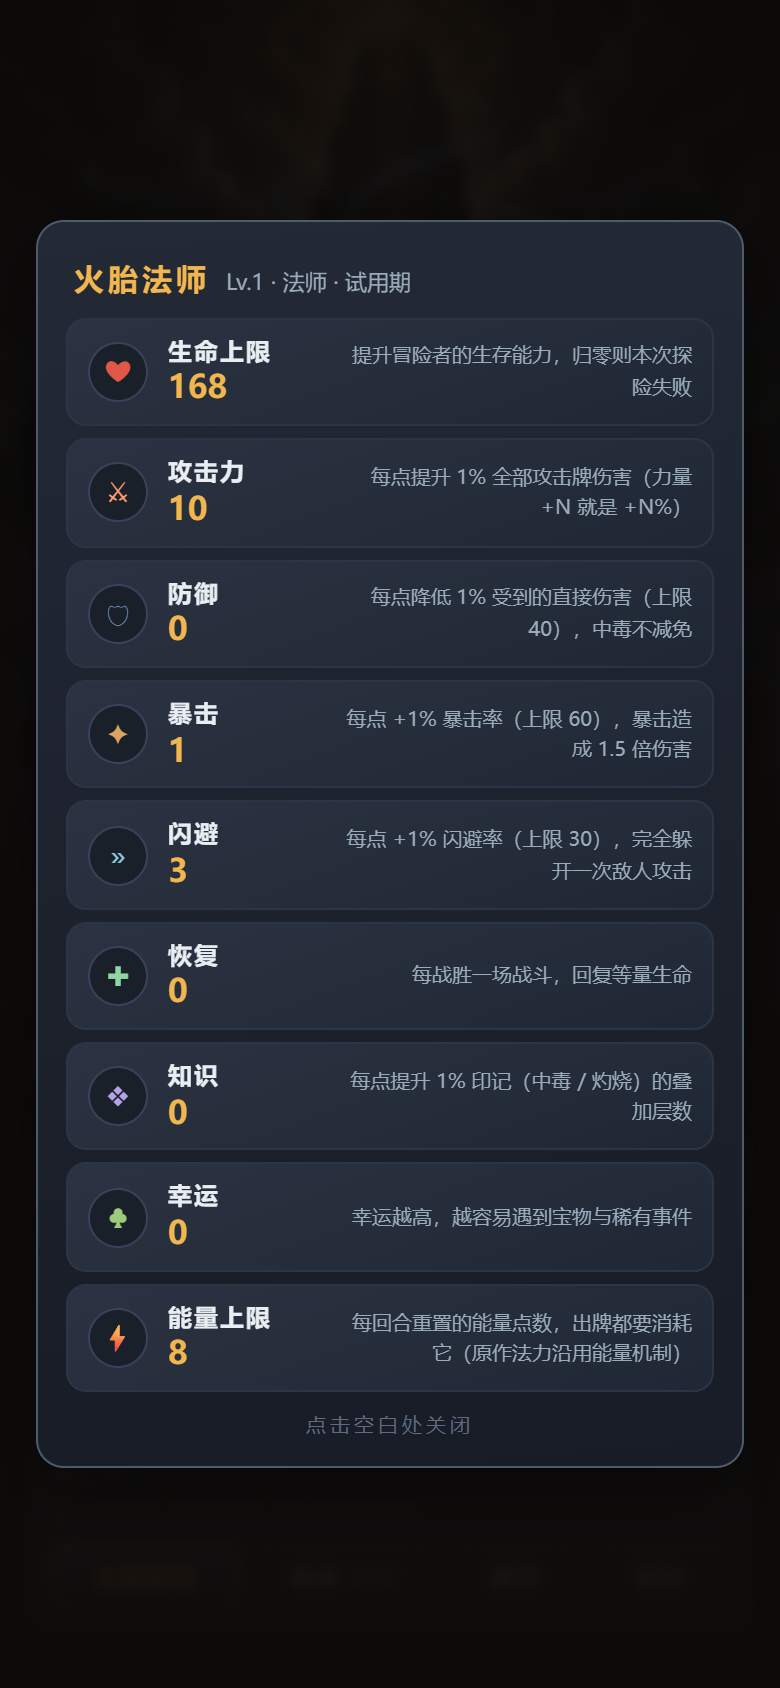 火胎法师 Lv.1 · 法师 · 试用期
生命上限
168
提升冒险者的生存能力，归零则本次探
险失败
攻击力
10
每点提升 1% 全部攻击牌伤害（力量
+N 就是 +N%）
防御
0
每点降低 1% 受到的直接伤害（上限
40），中毒不减免
暴击
1
每点 +1% 暴击率（上限 60），暴击造
成 1.5 倍伤害
闪避
3
每点 +1% 闪避率（上限 30），完全躲
开一次敌人攻击
恢复
0
每战胜一场战斗，回复等量生命
知识
0
每点提升 1% 印记（中毒 / 灼烧）的叠
加层数
幸运
0
幸运越高，越容易遇到宝物与稀有事件
能量上限
8
每回合重置的能量点数，出牌都要消耗
它（原作法力沿用能量机制）
点击空白处关闭